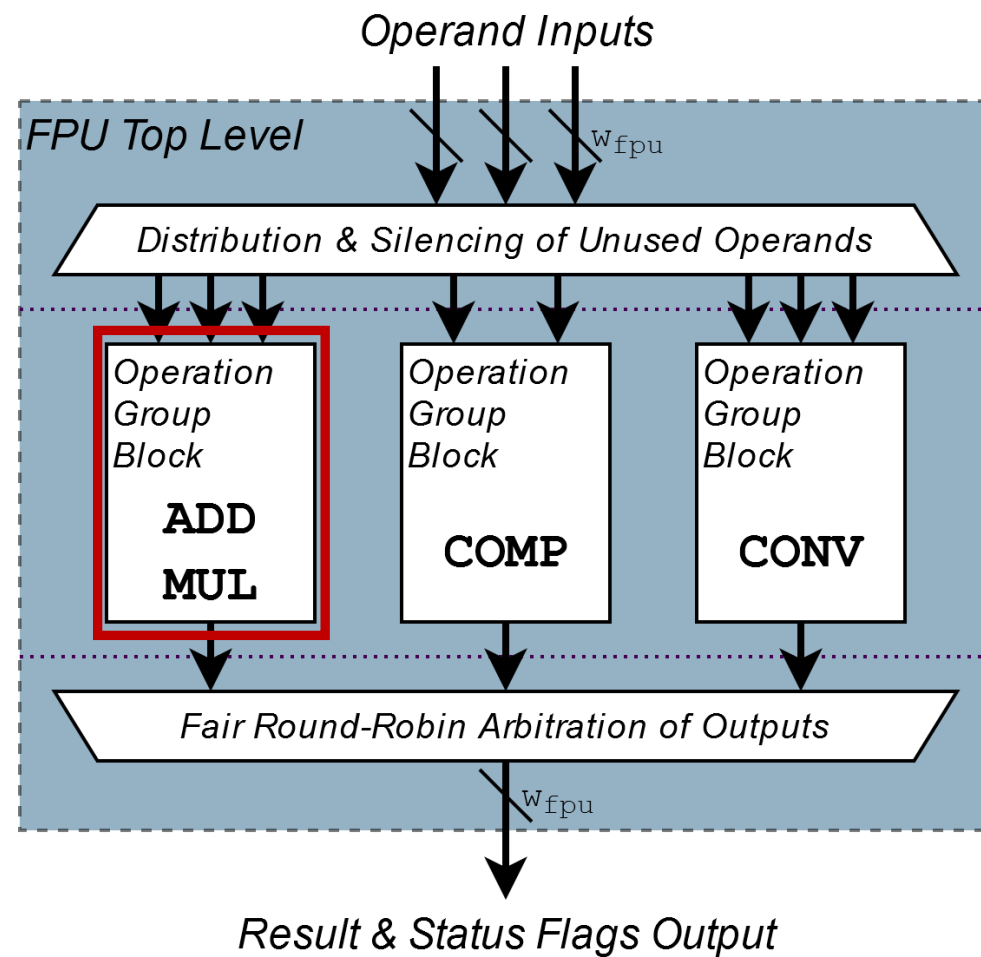 Operand Inputs
FPU Top Level
wfpu
Distribution & Silencing of Unused Operands
Operation
Group
Block
ADD
MUL
Operation
Group
Block
COMP
Operation
Group
Block
CONV
Fair Round-Robin Arbitration of Outputs
wfpu
Result & Status Flags Output